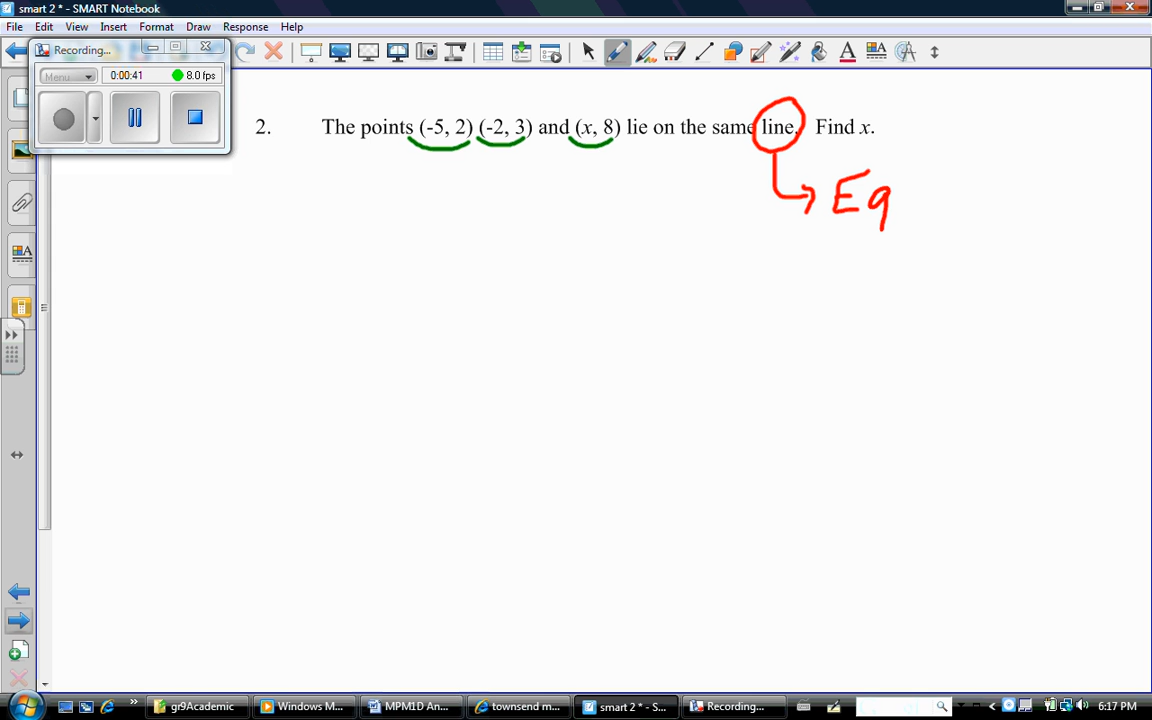 smart 2 * - SMART Notebook
File Edit View Insert Format Draw Response Help
Recording...
Menu 0:00:41 8.0 fps
2. The points (-5, 2) (-2, 3) and (x, 8) lie on the same line. Find x.
Eq
gr9Academic Windows M... MPM1D An... townsend m... smart 2 * - S... Recording... 6:17 PM